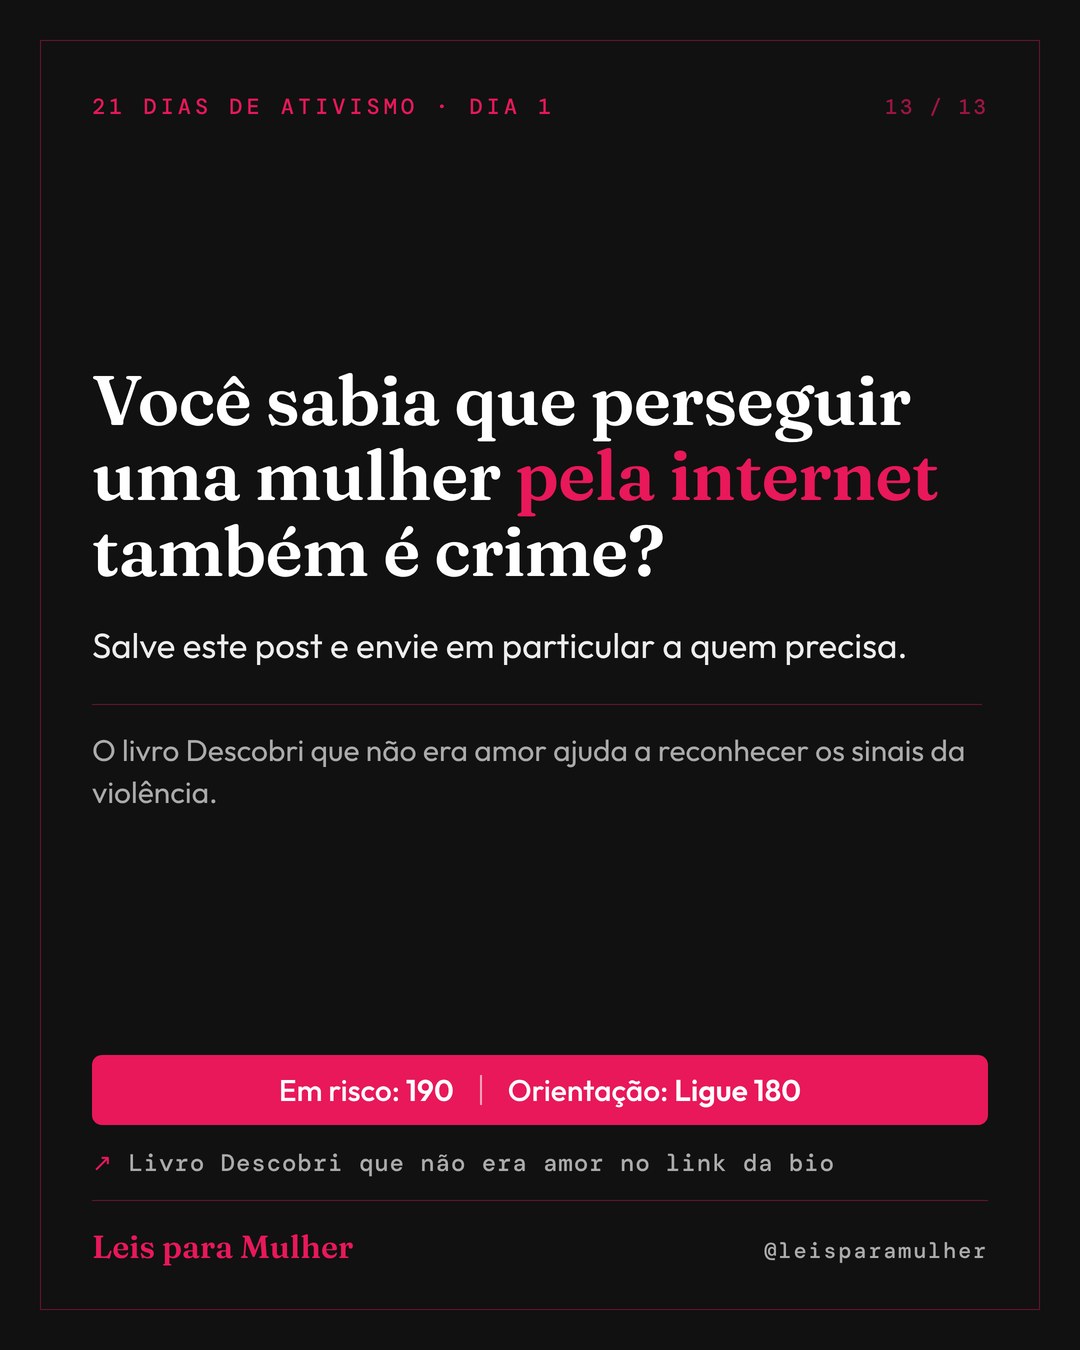 21 DIAS DE ATIVISMO · DIA 1
13 / 13
Você sabia que perseguir
uma mulher pela internet
também é crime?
Salve este post e envie em particular a quem precisa.
O livro Descobri que não era amor ajuda a reconhecer os sinais da
violência.
Em risco: 190 | Orientação: Ligue 180
↗ Livro Descobri que não era amor no link da bio
Leis para Mulher
@leisparamulher